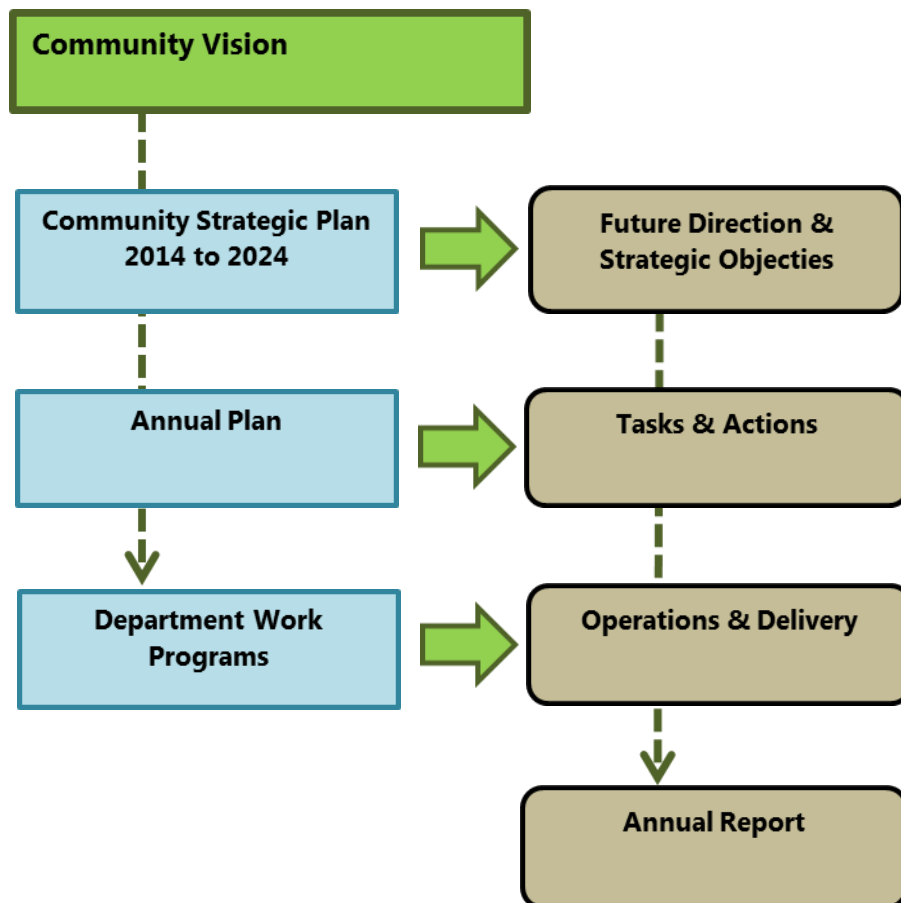 Community Vision
Community Strategic Plan
2014 to 2024
Future Direction &
Strategic Objecties
Annual Plan
Tasks & Actions
Department Work
Programs
Operations & Delivery
Annual Report